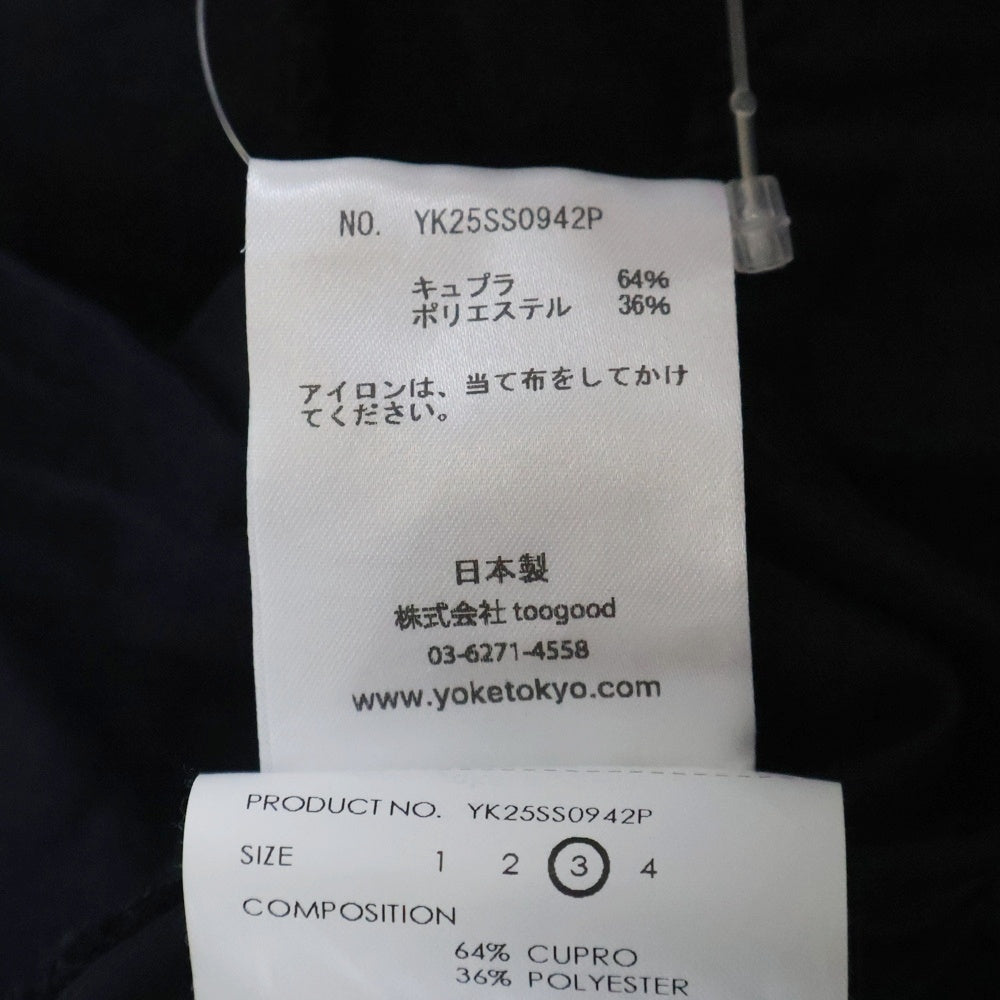 NO. YK25SS0942P
キュプラ 64%
ポリエステル 36%
アイロンは、当て布をしてかけ
てください。
日本製
株式会社 toogood
03-6271-4558
www.yoketokyo.com
PRODUCT NO. YK25SS0942P
SIZE 1 2 3 4
COMPOSITION
64% CUPRO
36% POLYESTER